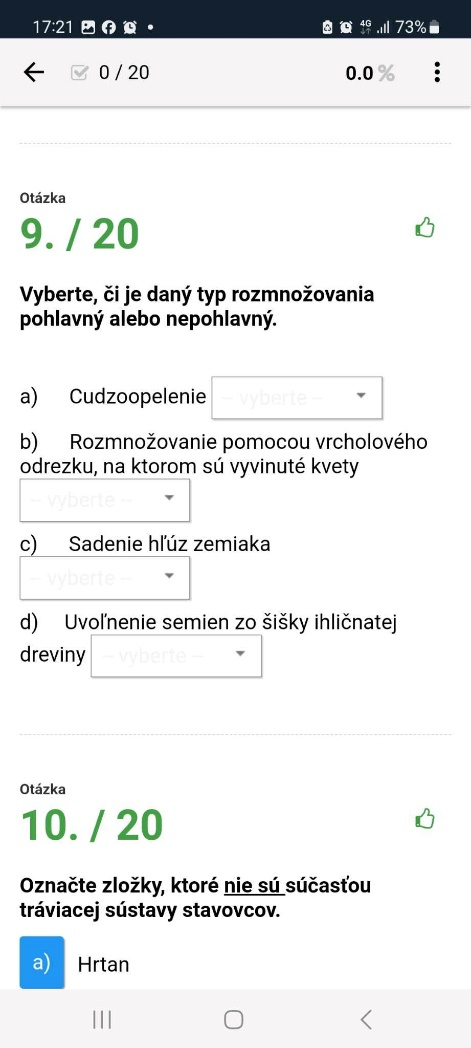 17:21
4G 73%
0 / 20 0.0 %
Otázka
9. / 20
Vyberte, či je daný typ rozmnožovania
pohlavný alebo nepohlavný.
a) Cudzoopelenie -- vyberte --
b) Rozmnožovanie pomocou vrcholového
odrezku, na ktorom sú vyvinuté kvety
-- vyberte --
c) Sadenie hľúz zemiaka
-- vyberte --
d) Uvoľnenie semien zo šišky ihličnatej
dreviny -- vyberte --
Otázka
10. / 20
Označte zložky, ktoré nie sú súčasťou
tráviacej sústavy stavovcov.
a) Hrtan